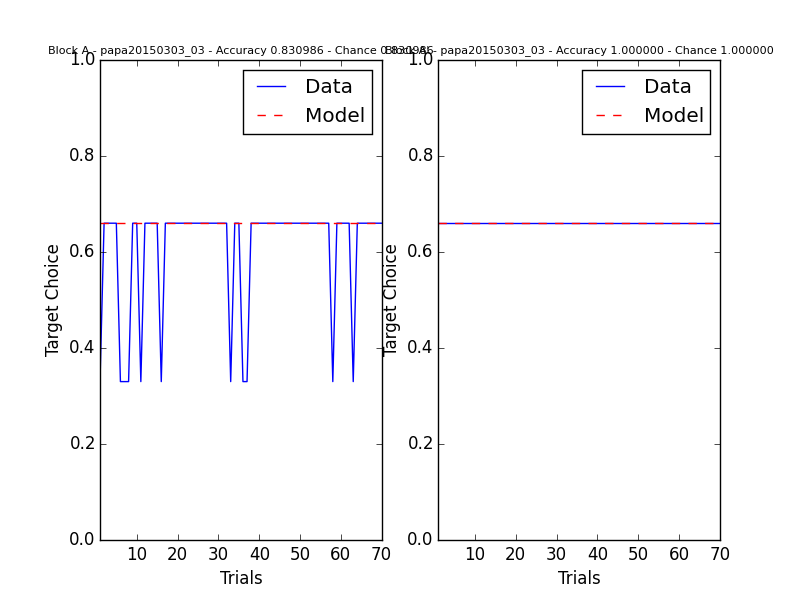 Block A - papa20150303_03 - Accuracy 0.830986 - Chance 0.830986
Data
Model
1.0
0.8
0.6
0.4
0.2
0.0
Target Choice
10 20 30 40 50 60 70
Trials
- papa20150303_03 - Accuracy 1.000000 - Chance 1.000000
Data
Model
1.0
0.8
0.6
0.4
0.2
0.0
Target Choice
10 20 30 40 50 60 70
Trials